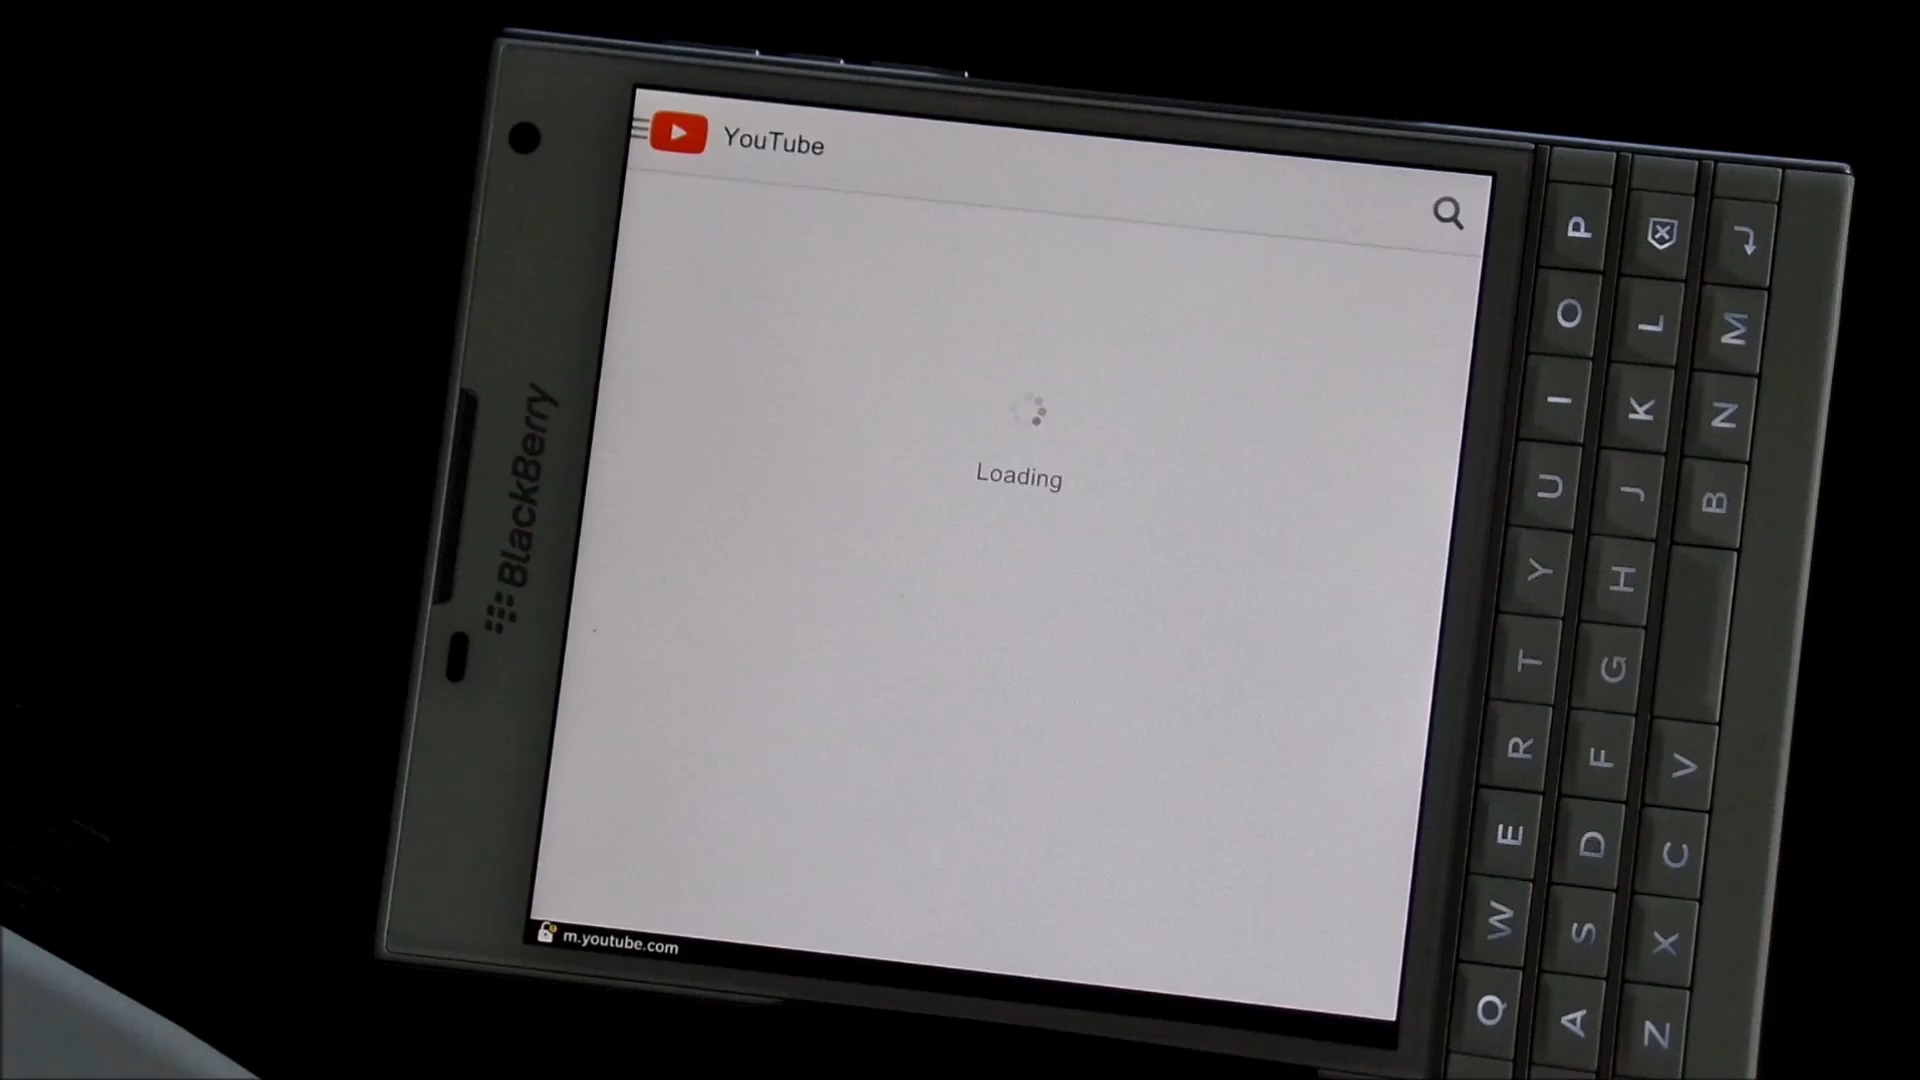 YouTube
Loading
m.youtube.com
BlackBerry
Q W E R T Y U I O P
A S D F G H J K L
Z X C V B N M